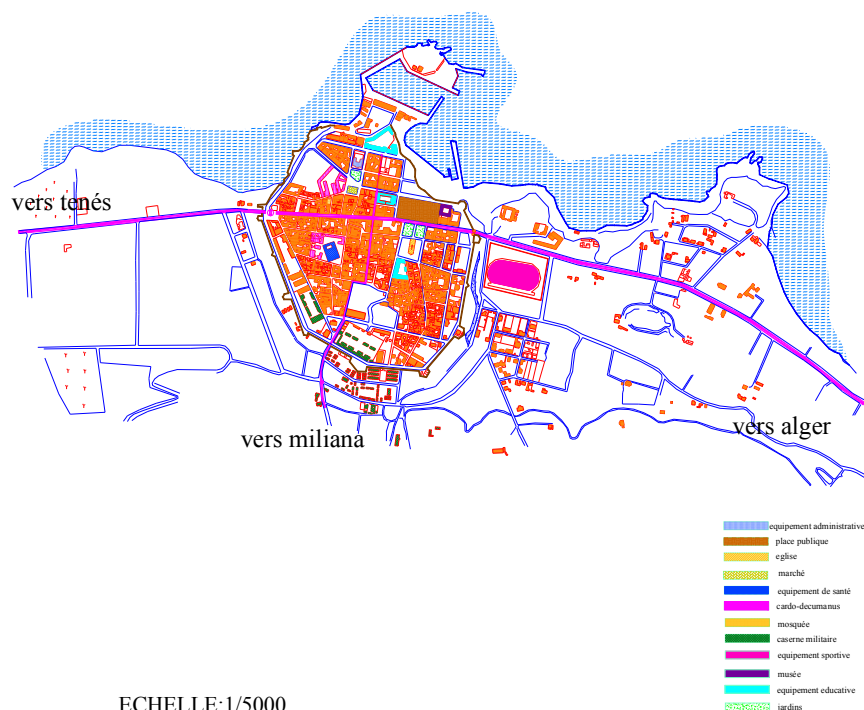 vers tenés
vers miliana
vers alger
equipement administrative
place publique
eglise
marché
equipement de santé
cardo-decumanus
mosquée
caserne militaire
equipement sportive
musée
equipement educative
jardins
ECHELLE:1/5000